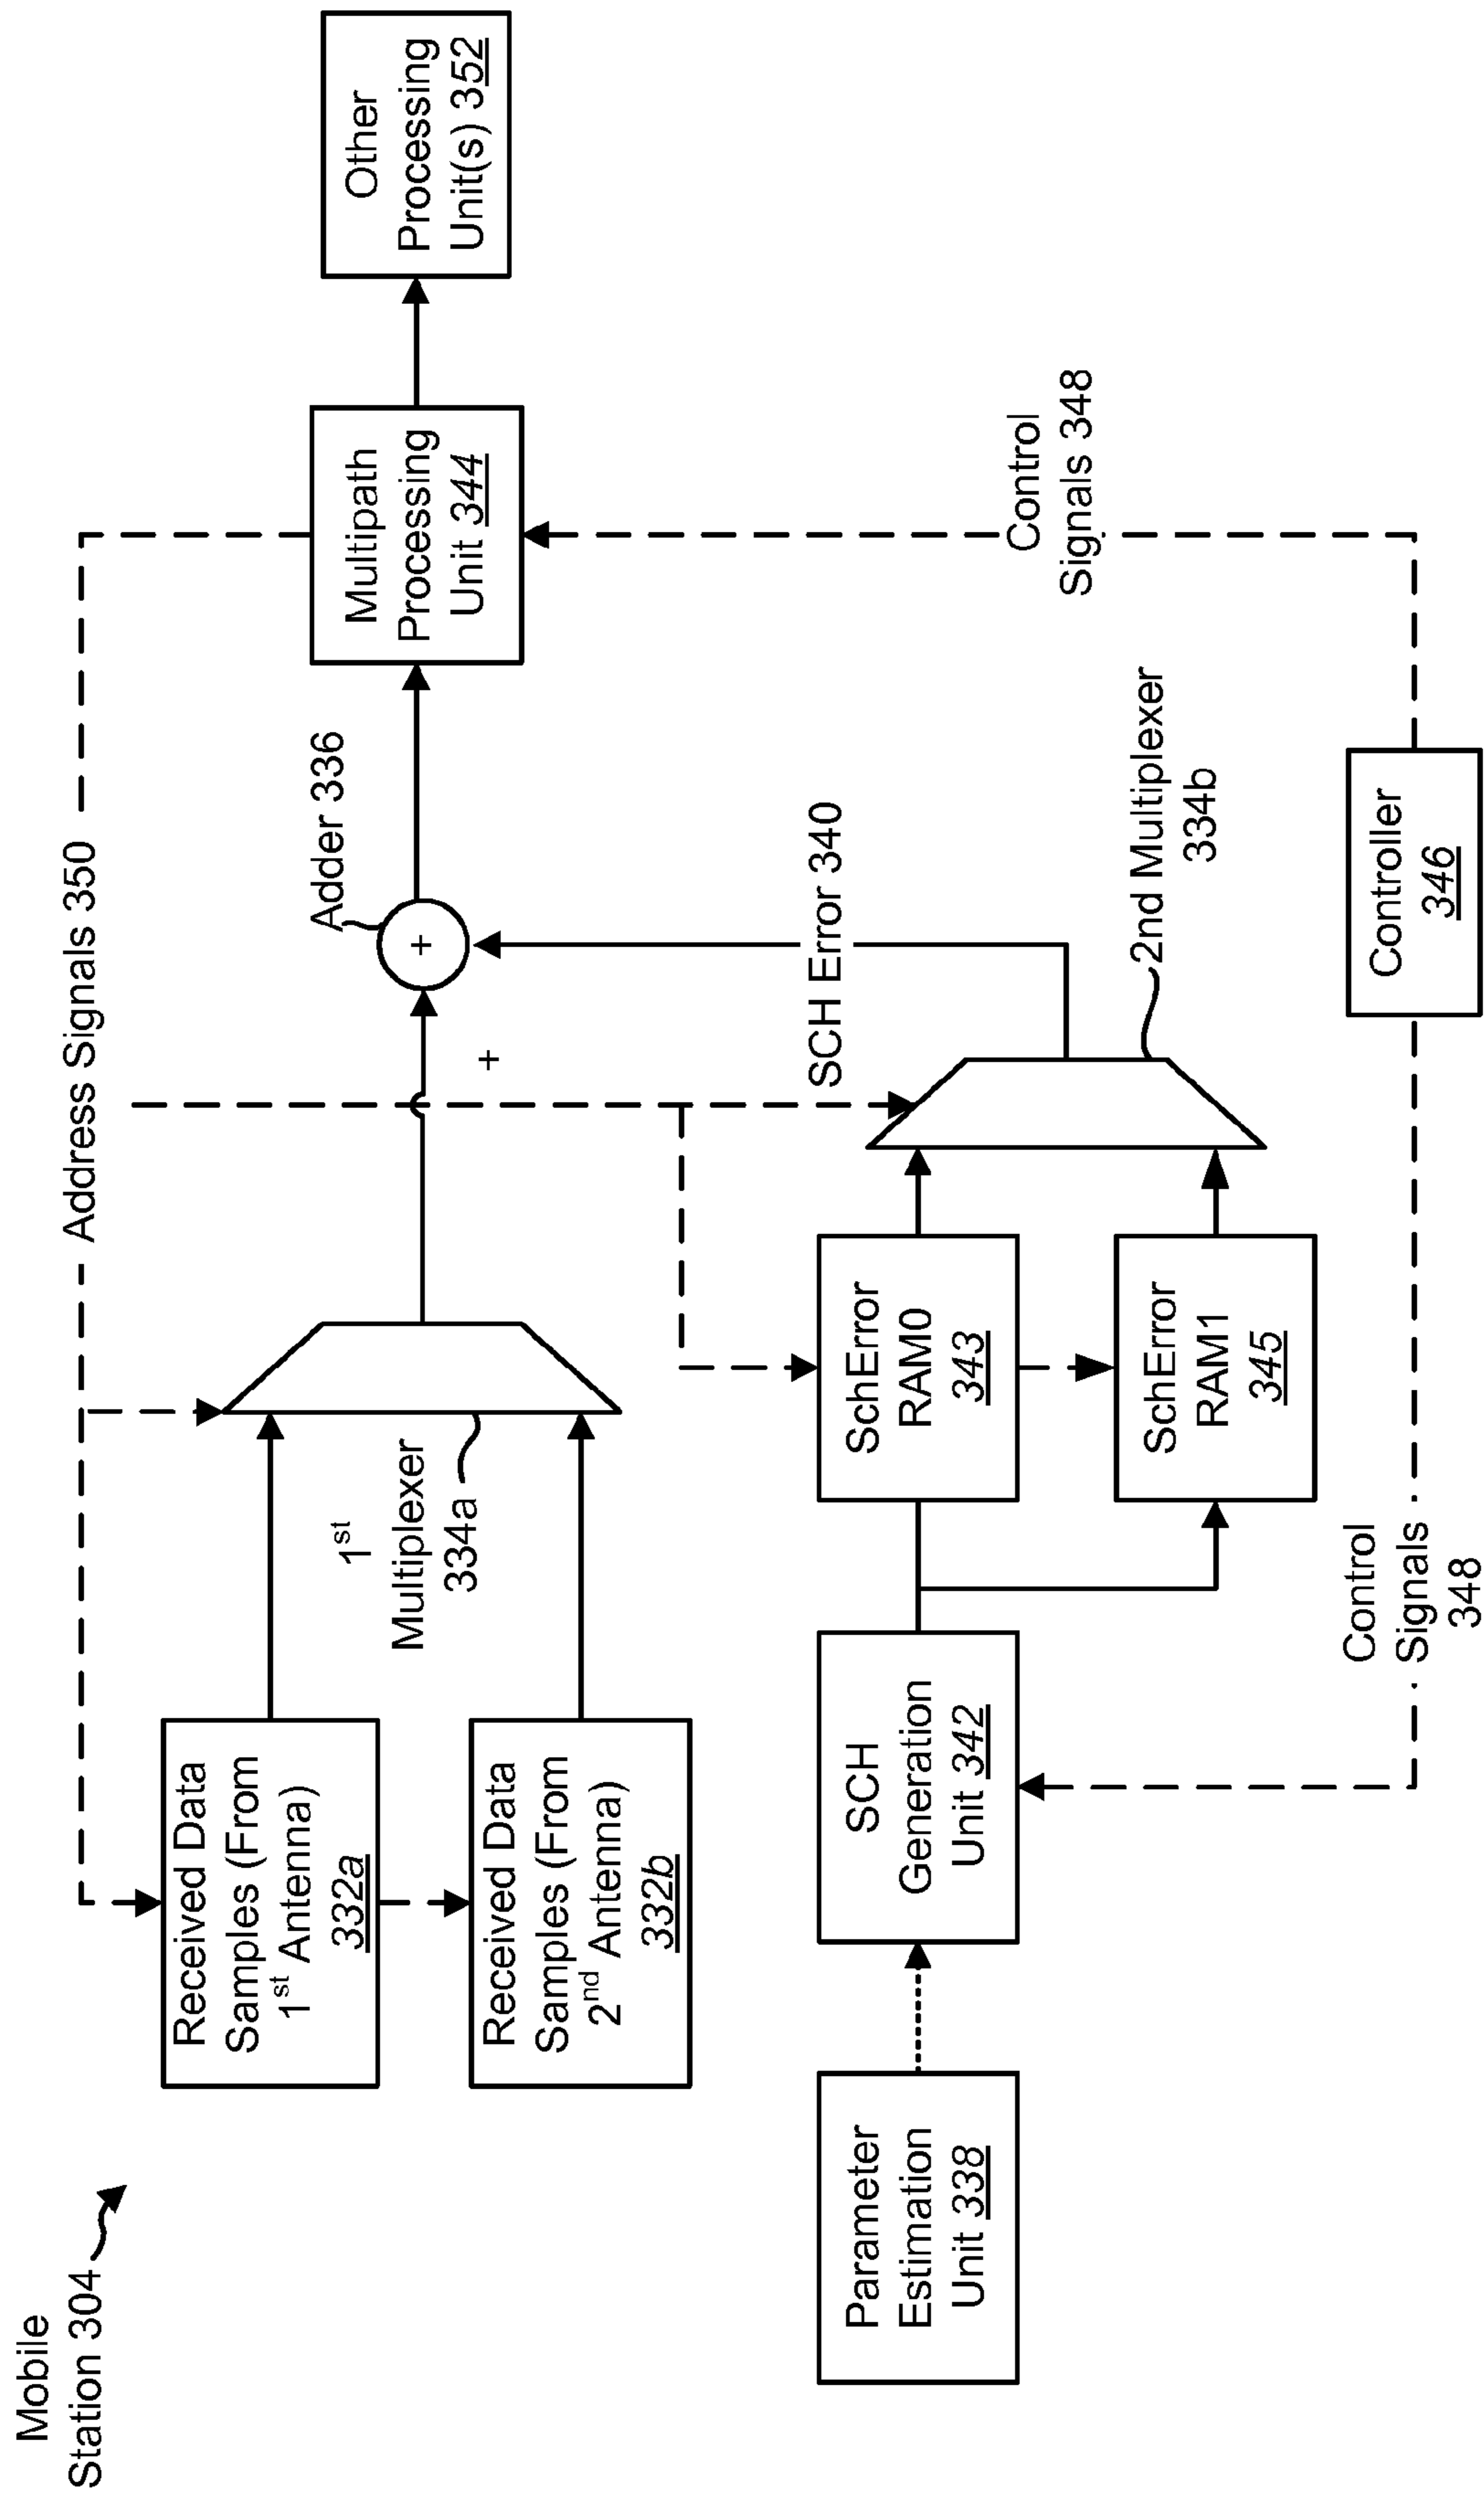 Mobile
Station 304
Address Signals 350
Received Data
Samples (From
1st Antenna)
332a
Received Data
Samples (From
2nd Antenna)
332b
1st
Multiplexer
334a
+
Adder 336
+
Multipath
Processing
Unit 344
Other
Processing
Unit(s) 352
SCH Error 340
Parameter
Estimation
Unit 338
SCH
Generation
Unit 342
SchError
RAM0
343
SchError
RAM1
345
2nd Multiplexer
334b
Control
Signals 348
Control
Signals
348
Controller
346